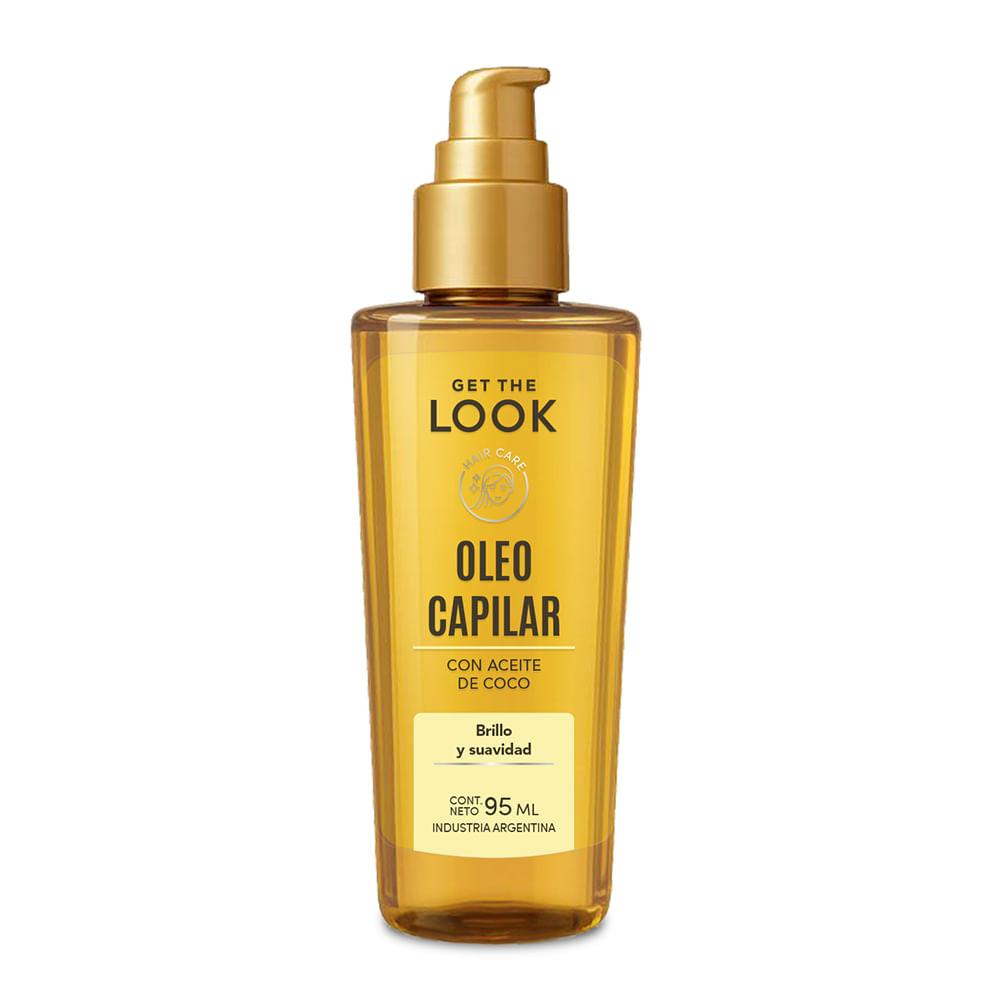 GET THE
LOOK
HAIR CARE
OLEO
CAPILAR
CON ACEITE
DE COCO
Brillo
y suavidad
CONT.
NETO 95 ML
INDUSTRIA ARGENTINA